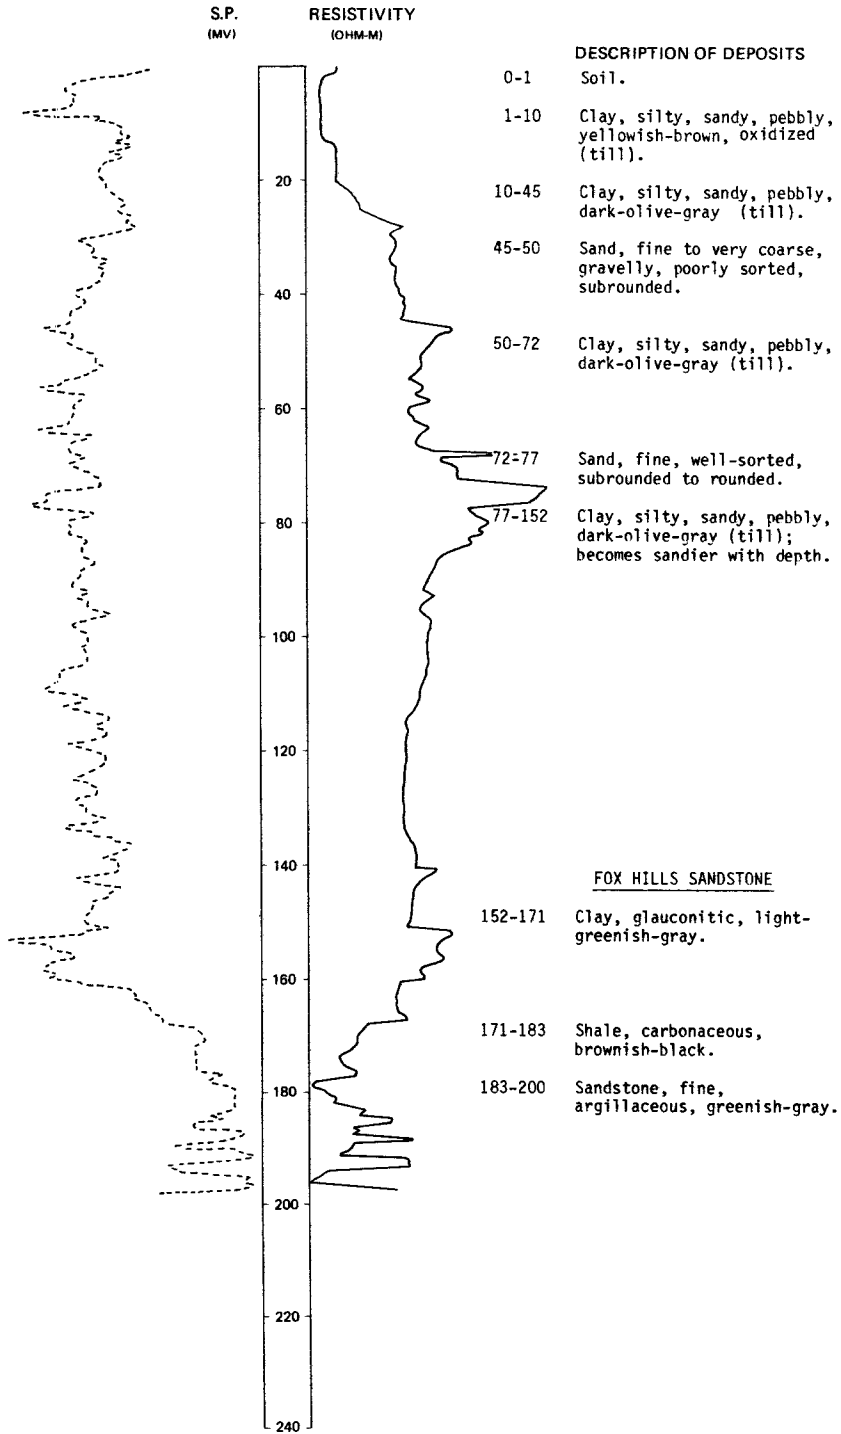 S.P.
(MV)
RESISTIVITY
(OHM-M)
DESCRIPTION OF DEPOSITS
0-1 Soil.
1-10 Clay, silty, sandy, pebbly,
yellowish-brown, oxidized
(till).
10-45 Clay, silty, sandy, pebbly,
dark-olive-gray (till).
45-50 Sand, fine to very coarse,
gravelly, poorly sorted,
subrounded.
50-72 Clay, silty, sandy, pebbly,
dark-olive-gray (till).
72-77 Sand, fine, well-sorted,
subrounded to rounded.
77-152 Clay, silty, sandy, pebbly,
dark-olive-gray (till);
becomes sandier with depth.
FOX HILLS SANDSTONE
152-171 Clay, glauconitic, light-
greenish-gray.
171-183 Shale, carbonaceous,
brownish-black.
183-200 Sandstone, fine,
argillaceous, greenish-gray.
20
40
60
80
100
120
140
160
180
200
220
240